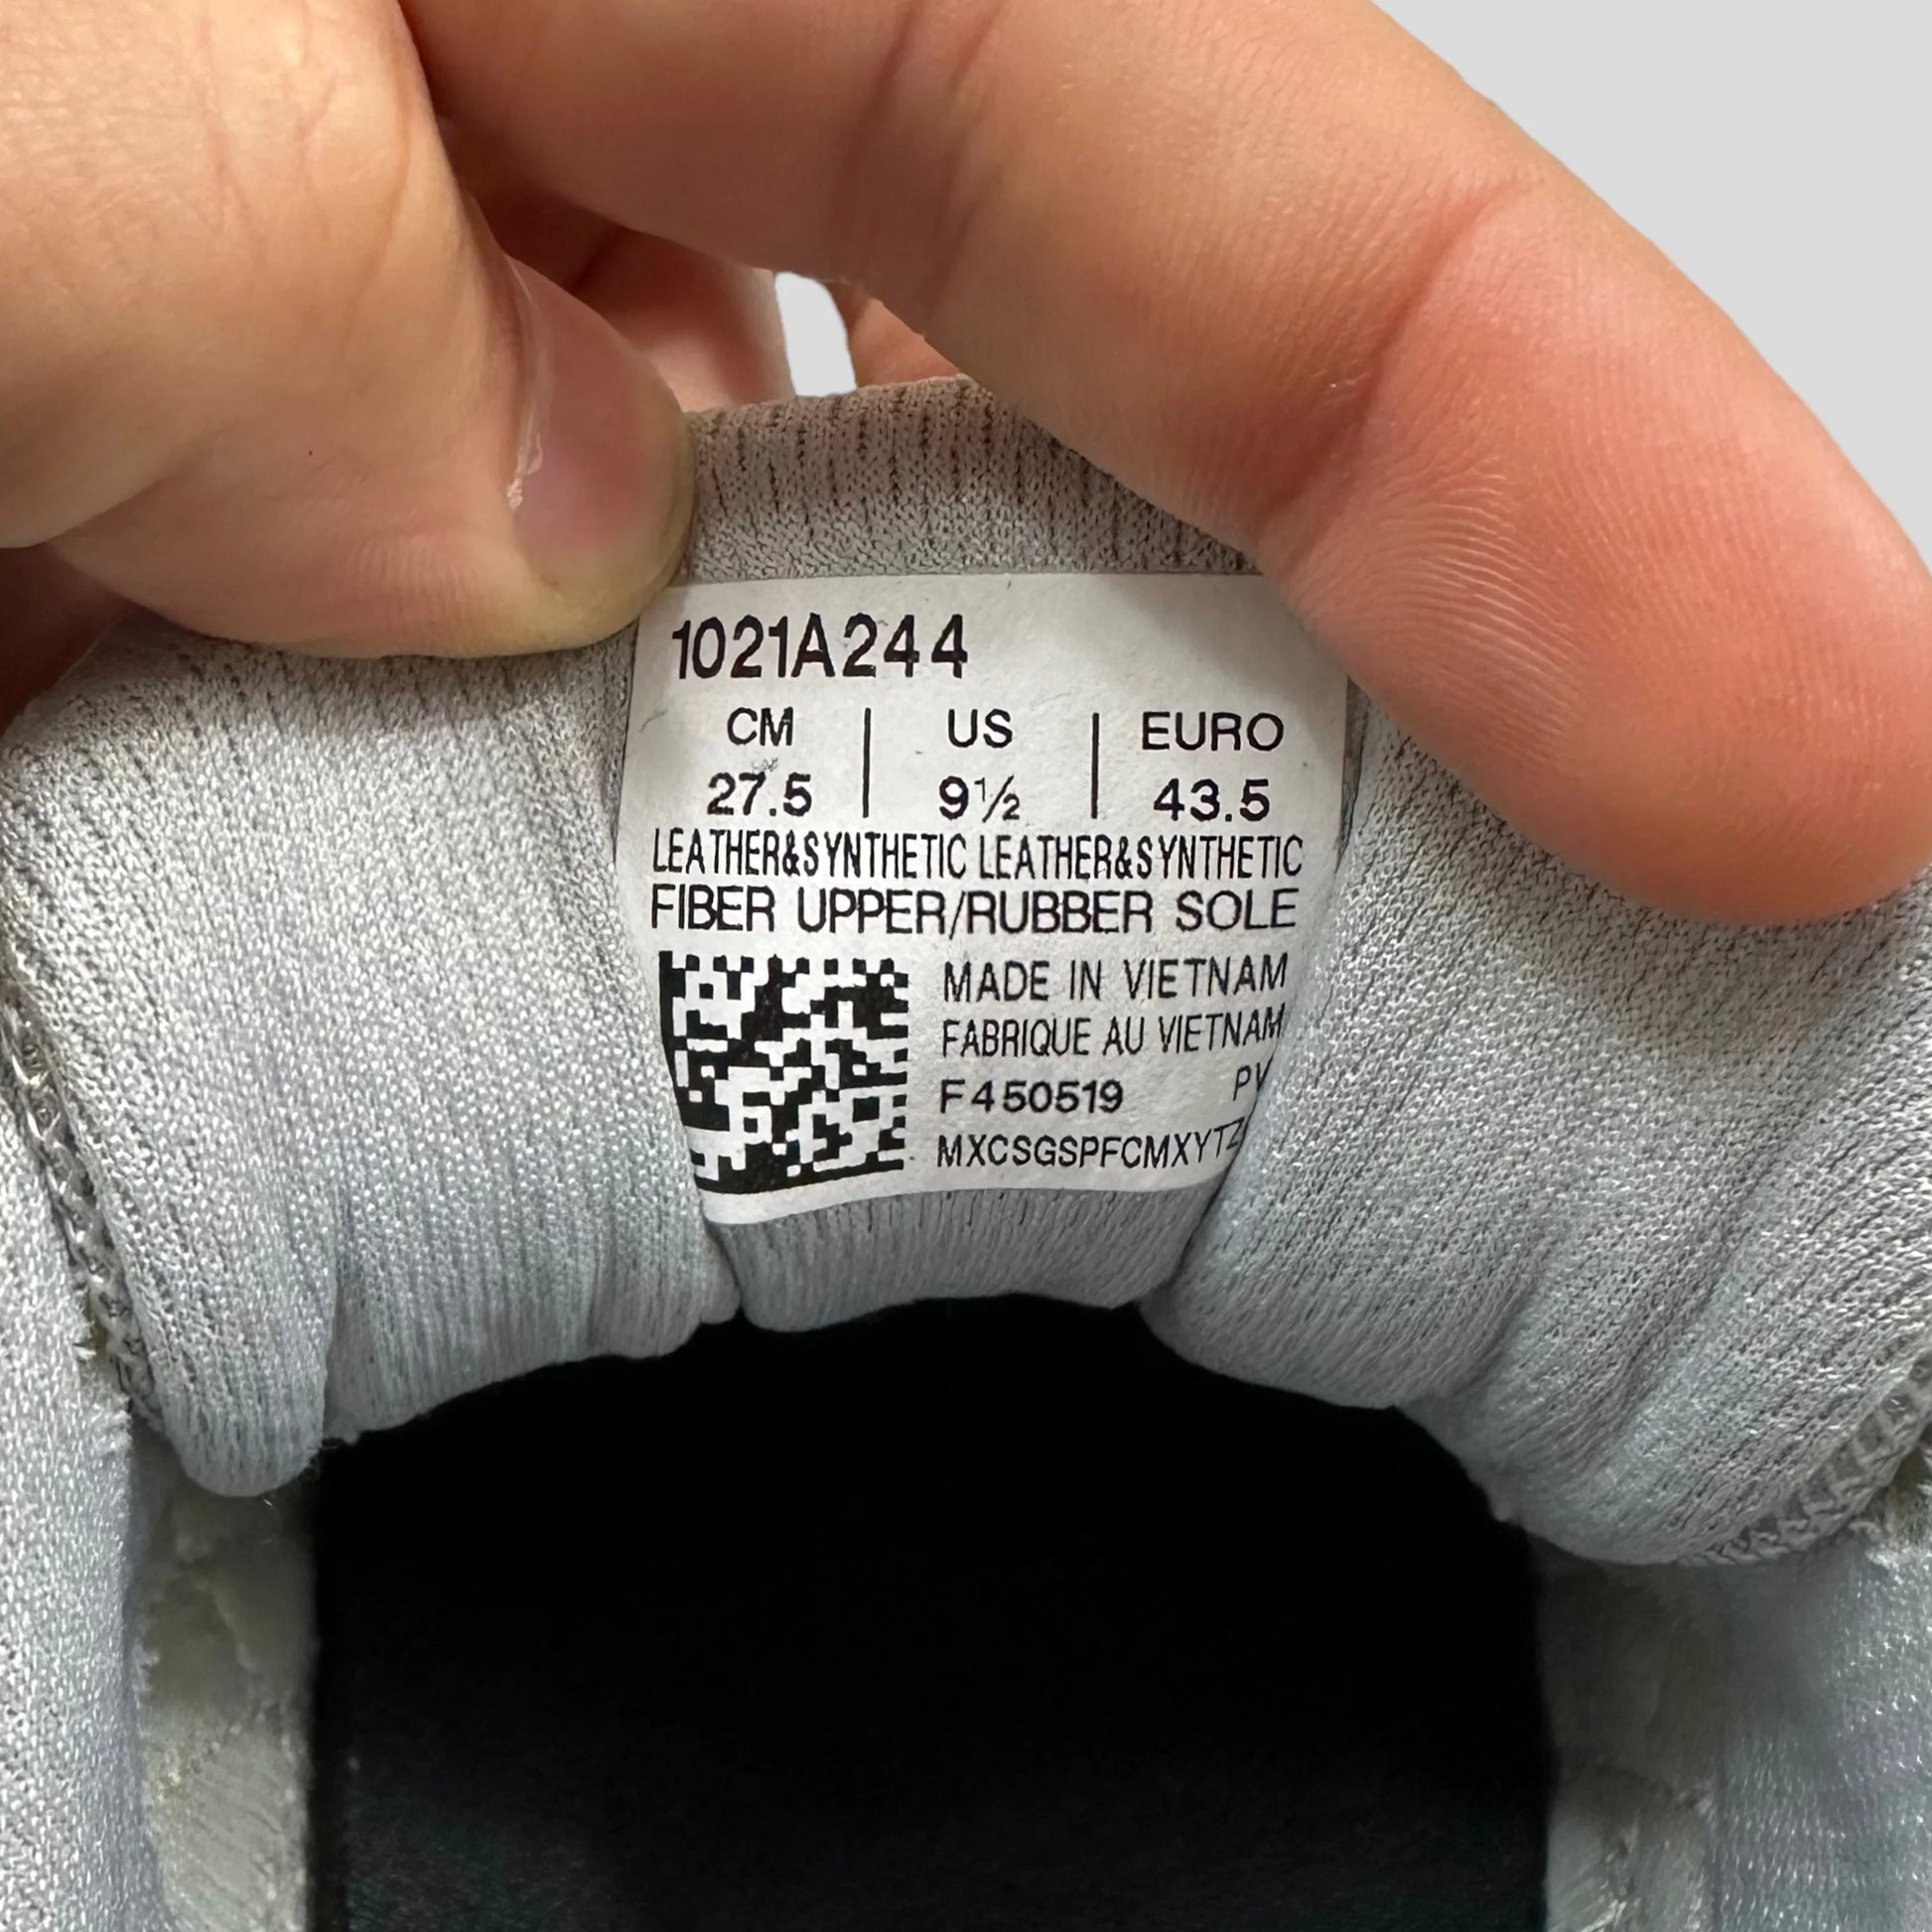 1021A244
CM | US | EURO
27.5 | 9½ | 43.5
LEATHER&SYNTHETIC LEATHER&SYNTHETIC
FIBER UPPER/RUBBER SOLE
MADE IN VIETNAM
FABRIQUE AU VIETNAM
F450519